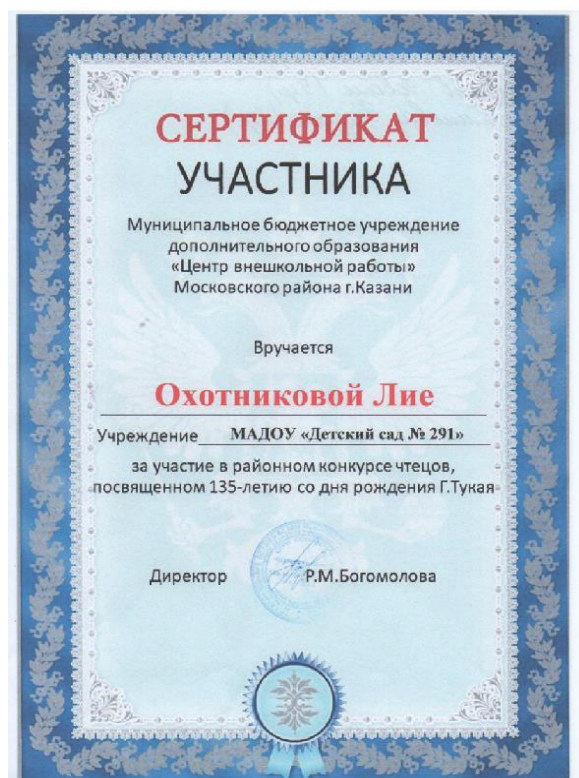 СЕРТИФИКАТ
УЧАСТНИКА
Муниципальное бюджетное учреждение
дополнительного образования
«Центр внешкольной работы»
Московского района г.Казани
Вручается
Охотниковой Лие
Учреждение МАДОУ «Детский сад № 291»
за участие в районном конкурсе чтецов,
посвященном 135-летию со дня рождения Г.Тукая
Директор Р.М.Богомолова